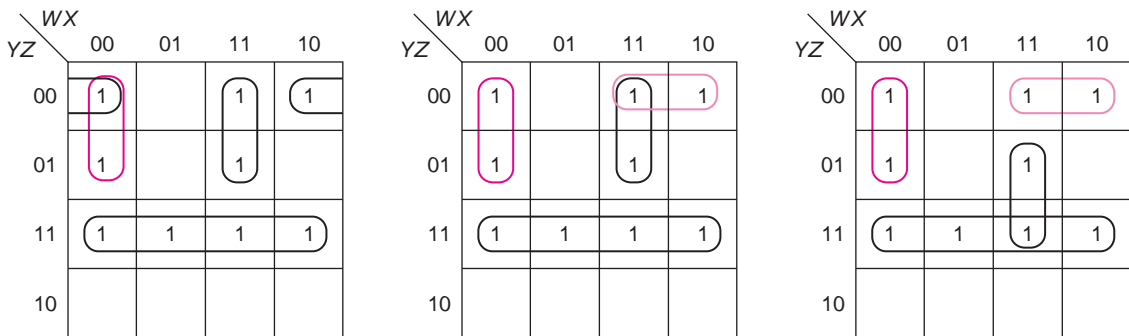 WX WX WX
YZ 00 01 11 10 YZ 00 01 11 10 YZ 00 01 11 10
00 1 1 1 00 1 1 1 00 1 1 1
01 1 1 01 1 1 01 1 1
11 1 1 1 1 11 1 1 1 1 11 1 1 1 1
10 10 10